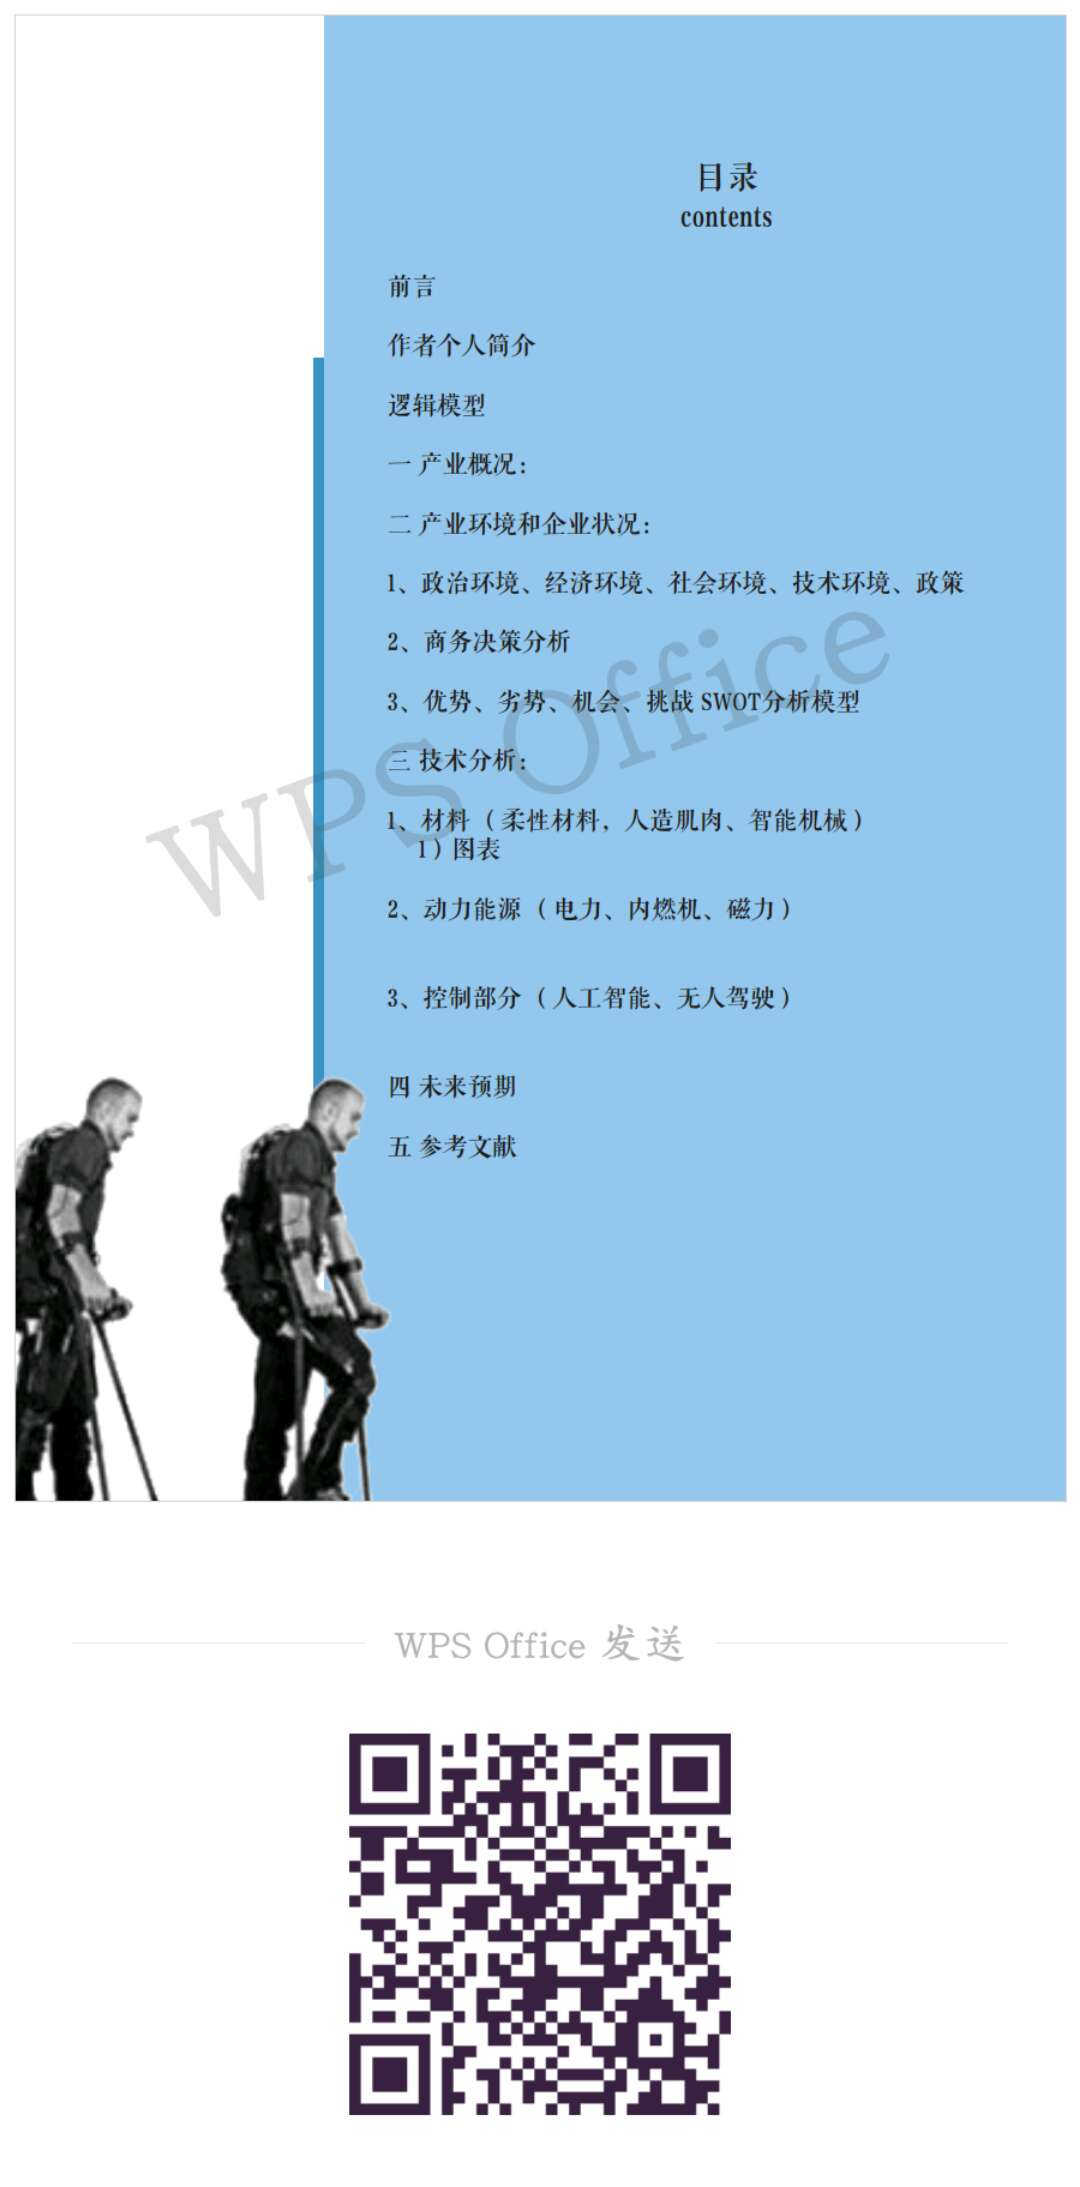 目录
contents
前言
作者个人简介
逻辑模型
一 产业概况：
二 产业环境和企业状况：
1、政治环境、经济环境、社会环境、技术环境、政策
2、商务决策分析
3、优势、劣势、机会、挑战 SWOT分析模型
三 技术分析：
1、材料（柔性材料，人造肌肉、智能机械）
1）图表
2、动力能源（电力、内燃机、磁力）
3、控制部分（人工智能、无人驾驶）
四 未来预期
五 参考文献
WPS Office
WPS Office 发送